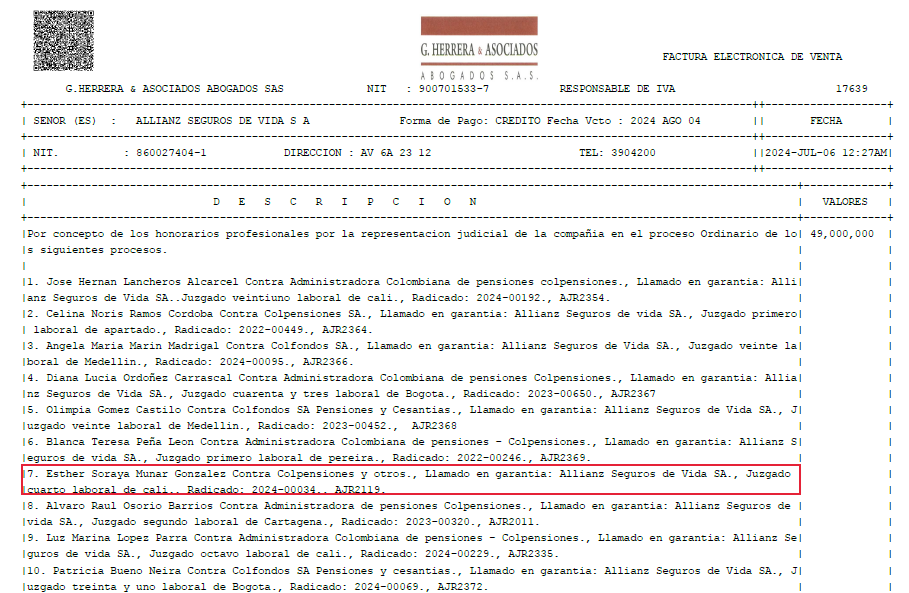 G. HERRERA & ASOCIADOS
ABOGADOS S.A.S.
FACTURA ELECTRONICA DE VENTA
G.HERRERA & ASOCIADOS ABOGADOS SAS NIT : 900701533-7 RESPONSABLE DE IVA 17639
SENOR (ES) : ALLIANZ SEGUROS DE VIDA S A Forma de Pago: CREDITO Fecha Vcto : 2024 AGO 04 FECHA
NIT. : 860027404-1 DIRECCION : AV 6A 23 12 TEL: 3904200 2024-JUL-06 12:27AM
D E S C R I P C I O N VALORES
Por concepto de los honorarios profesionales por la representacion judicial de la compañia en el proceso Ordinario de lo 49,000,000
s siguientes procesos.
1. Jose Hernan Lancheros Alcarcel Contra Administradora Colombiana de pensiones colpensiones., Llamado en garantia: Alli
anz Seguros de Vida SA..Juzgado veintiuno laboral de cali., Radicado: 2024-00192., AJR2354.
2. Celina Noris Ramos Cordoba Contra Colpensiones SA., Llamado en garantia: Allianz Seguros de vida SA., Juzgado primero
laboral de apartado., Radicado: 2022-00449., AJR2364.
3. Angela Maria Marin Madrigal Contra Colfondos SA., Llamado en garantia: Allianz Seguros de Vida SA., Juzgado veinte la
boral de Medellin., Radicado: 2024-00095., AJR2366.
4. Diana Lucia Ordoñez Carrascal Contra Administradora Colombiana de pensiones Colpensiones., Llamado en garantia: Allia
nz Seguros de Vida SA., Juzgado cuarenta y tres laboral de Bogota., Radicado: 2023-00650., AJR2367
5. Olimpia Gomez Castilo Contra Colfondos SA Pensiones y Cesantias., Llamado en garantia: Allianz Seguros de Vida SA., J
uzgado veinte laboral de Medellin., Radicado: 2023-00452., AJR2368
6. Blanca Teresa Peña Leon Contra Administradora Colombiana de pensiones - Colpensiones., Llamado en garantia: Allianz S
eguros de vida SA., Juzgado primero laboral de pereira., Radicado: 2022-00246., AJR2369.
7. Esther Soraya Munar Gonzalez Contra Colpensiones y otros., Llamado en garantia: Allianz Seguros de Vida SA., Juzgado
cuarto laboral de cali., Radicado: 2024-00034., AJR2119.
8. Alvaro Raul Osorio Barrios Contra Administradora de pensiones Colpensiones., Llamado en garantia: Allianz Seguros de
vida SA., Juzgado segundo laboral de Cartagena., Radicado: 2023-00320., AJR2011.
9. Luz Marina Lopez Parra Contra Administradora Colombiana de pensiones - Colpensiones., Llamado en garantia: Allianz Se
guros de vida SA., Juzgado octavo laboral de cali., Radicado: 2024-00229., AJR2335.
10. Patricia Bueno Neira Contra Colfondos SA Pensiones y cesantias., Llamado en garantia: Allianz Seguros de Vida SA., J
uzgado treinta y uno laboral de Bogota., Radicado: 2024-00069., AJR2372.